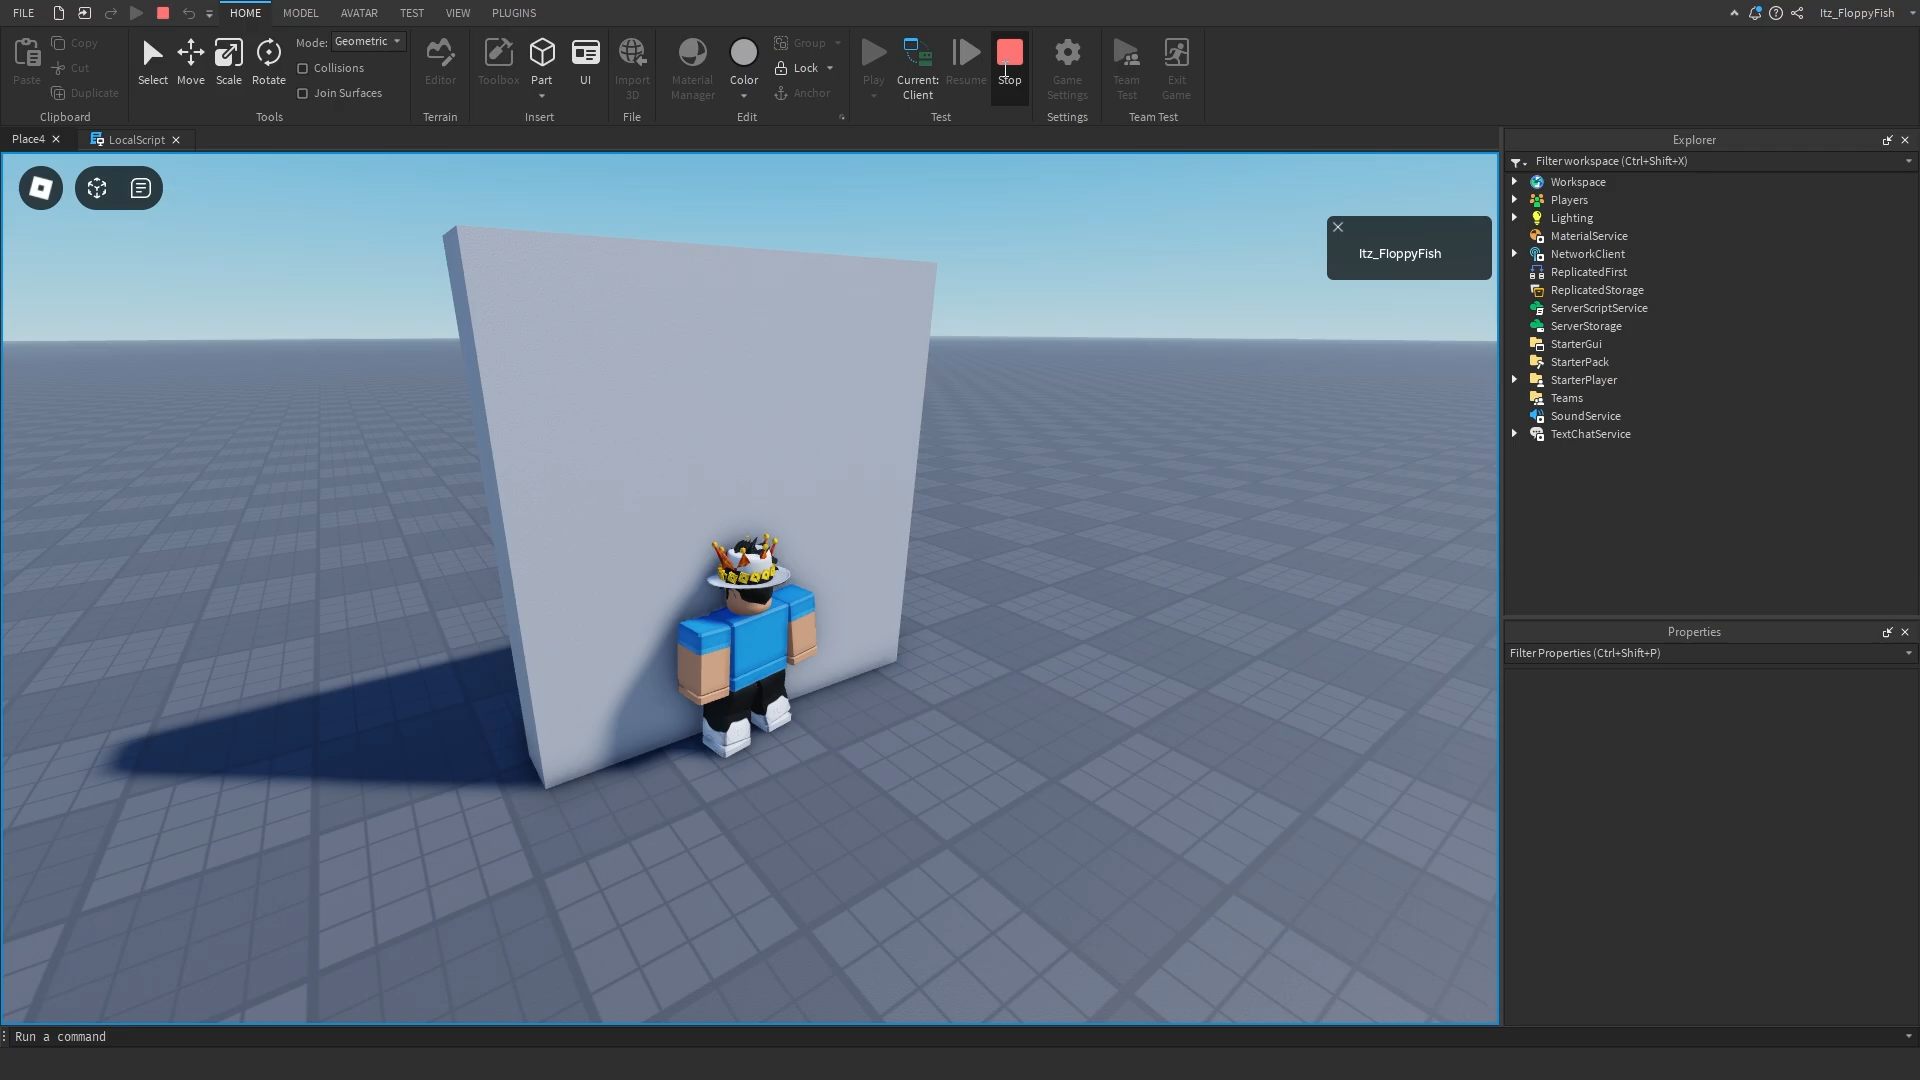 FILE HOME MODEL AVATAR TEST VIEW PLUGINS Itz_FloppyFish
Paste Copy Cut Duplicate
Clipboard
Select Move Scale Rotate
Mode: Geometric
Collisions
Join Surfaces
Tools
Editor
Terrain
Toolbox Part UI
Insert
Import 3D
File
Material Manager Color
Group
Lock
Anchor
Edit
Play Current: Client Resume Stop
Test
Game Settings
Settings
Team Test Exit Game
Team Test
Place4 LocalScript
Itz_FloppyFish
Explorer
Filter workspace (Ctrl+Shift+X)
Workspace
Players
Lighting
MaterialService
NetworkClient
ReplicatedFirst
ReplicatedStorage
ServerScriptService
ServerStorage
StarterGui
StarterPack
StarterPlayer
Teams
SoundService
TextChatService
Properties
Filter Properties (Ctrl+Shift+P)
Run a command